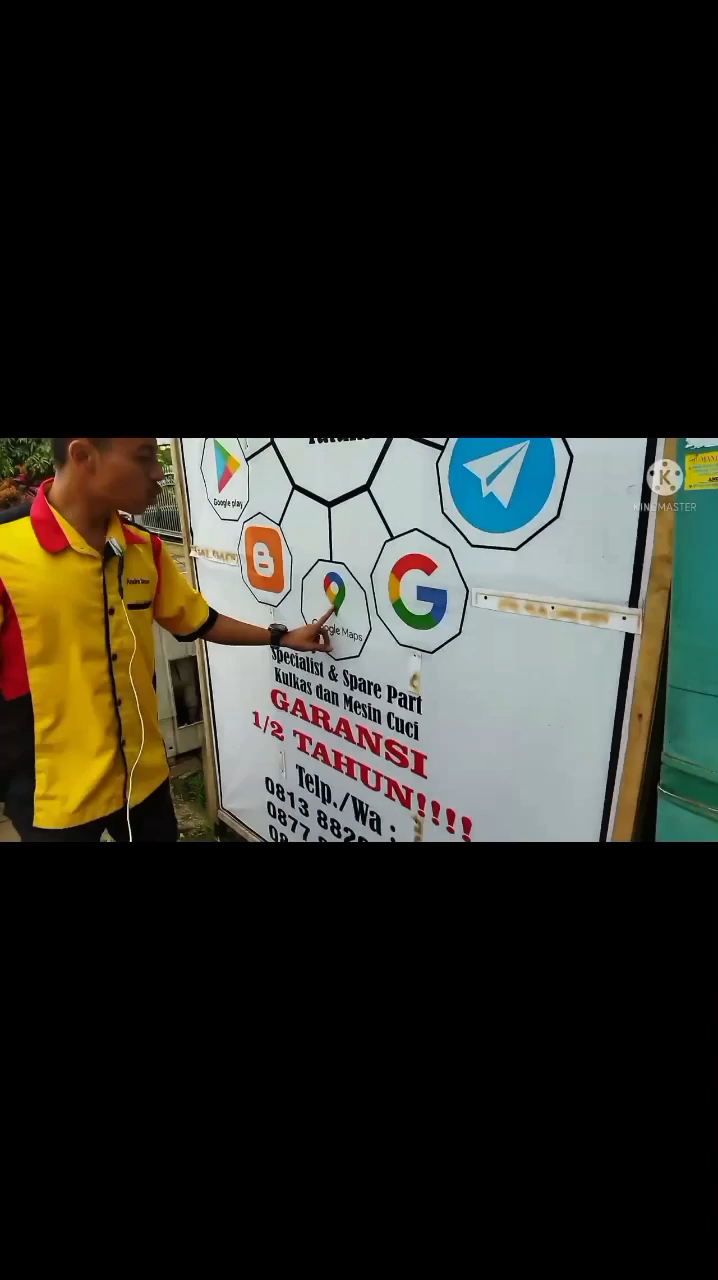 Google play
Google Maps
Specialist & Spare Part
Kulkas dan Mesin Cuci
GARANSI
1/2 TAHUN!!!!
Telp./Wa :
0813 882
0877
KINEMASTER